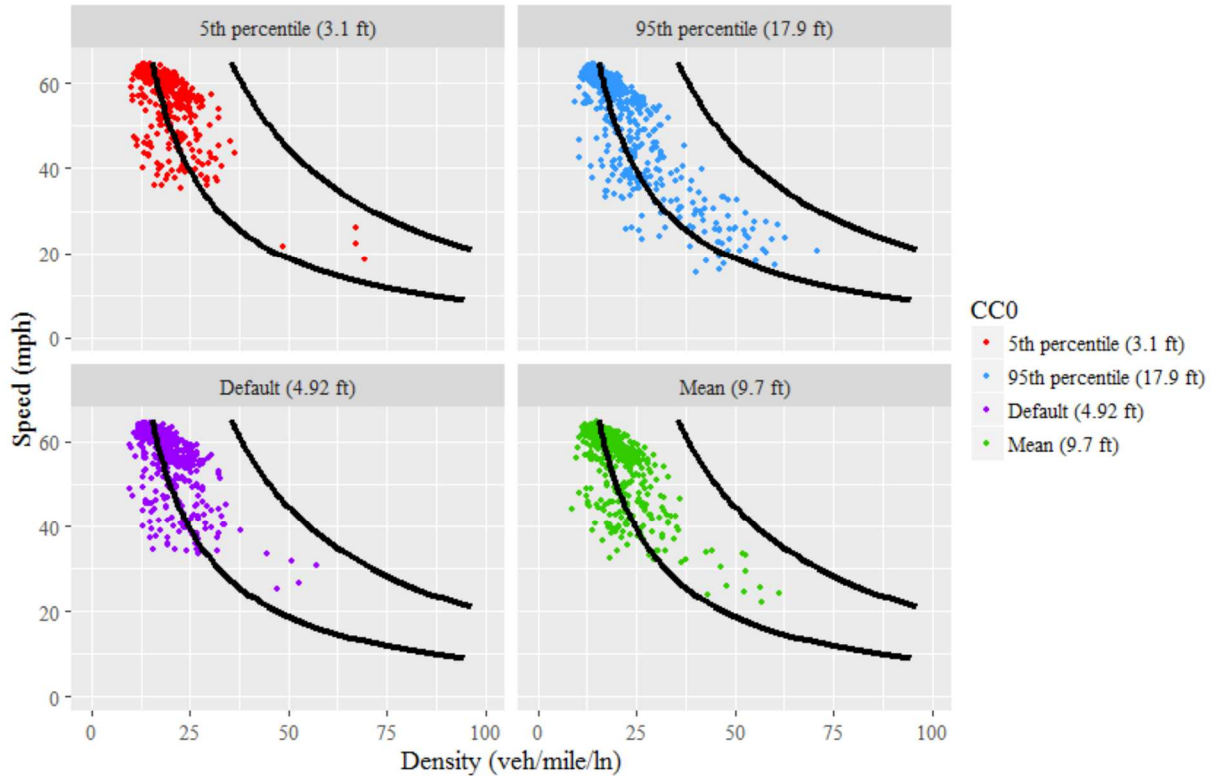 5th percentile (3.1 ft)
95th percentile (17.9 ft)
60
40
20
0
Default (4.92 ft)
Mean (9.7 ft)
60
40
20
0
0 25 50 75 100
0 25 50 75 100
Speed (mph)
Density (veh/mile/ln)
CC0
5th percentile (3.1 ft)
95th percentile (17.9 ft)
Default (4.92 ft)
Mean (9.7 ft)